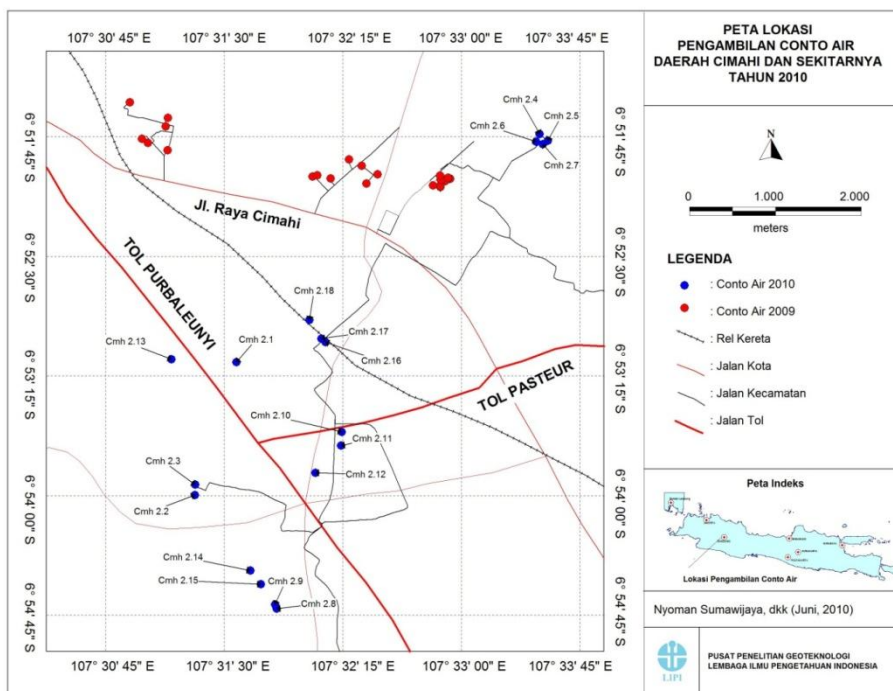 107° 30' 45" E
107° 31' 30" E
107° 32' 15" E
107° 33' 00" E
107° 33' 45" E
6° 51' 45" S
6° 52' 30" S
6° 53' 15" S
6° 54' 00" S
6° 54' 45" S
Cmh 2.4
Cmh 2.5
Cmh 2.6
Cmh 2.7
Jl. Raya Cimahi
TOL PURBALEUNYI
Cmh 2.18
Cmh 2.17
Cmh 2.16
Cmh 2.13
Cmh 2.1
TOL PASTEUR
Cmh 2.10
Cmh 2.11
Cmh 2.12
Cmh 2.3
Cmh 2.2
Cmh 2.14
Cmh 2.15
Cmh 2.9
Cmh 2.8
6° 51' 45" S
6° 52' 30" S
6° 53' 15" S
6° 54' 00" S
6° 54' 45" S
107° 30' 45" E
107° 31' 30" E
107° 32' 15" E
107° 33' 00" E
107° 33' 45" E
PETA LOKASI
PENGAMBILAN CONTO AIR
DAERAH CIMAHI DAN SEKITARNYA
TAHUN 2010
N
0 1.000 2.000
meters
LEGENDA
: Conto Air 2010
: Conto Air 2009
: Rel Kereta
: Jalan Kota
: Jalan Kecamatan
: Jalan Tol
Peta Indeks
Lokasi Pengambilan Conto Air
Nyoman Sumawijaya, dkk (Juni, 2010)
LIPI
PUSAT PENELITIAN GEOTEKNOLOGI
LEMBAGA ILMU PENGETAHUAN INDONESIA